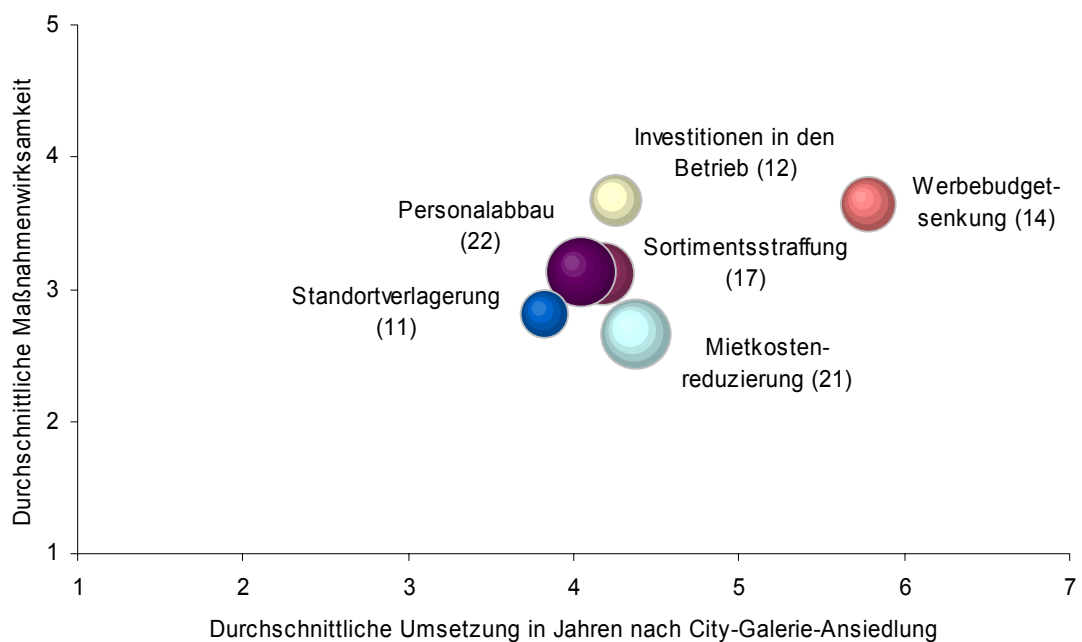 Durchschnittliche Maßnahmenwirksamkeit
5
4
3
2
1
Investitionen in den
Betrieb (12)
Werbebudget-
senkung (14)
Personalabbau
(22)
Sortimentsstraffung
(17)
Standortverlagerung
(11)
Mietkosten-
reduzierung (21)
1 2 3 4 5 6 7
Durchschnittliche Umsetzung in Jahren nach City-Galerie-Ansiedlung